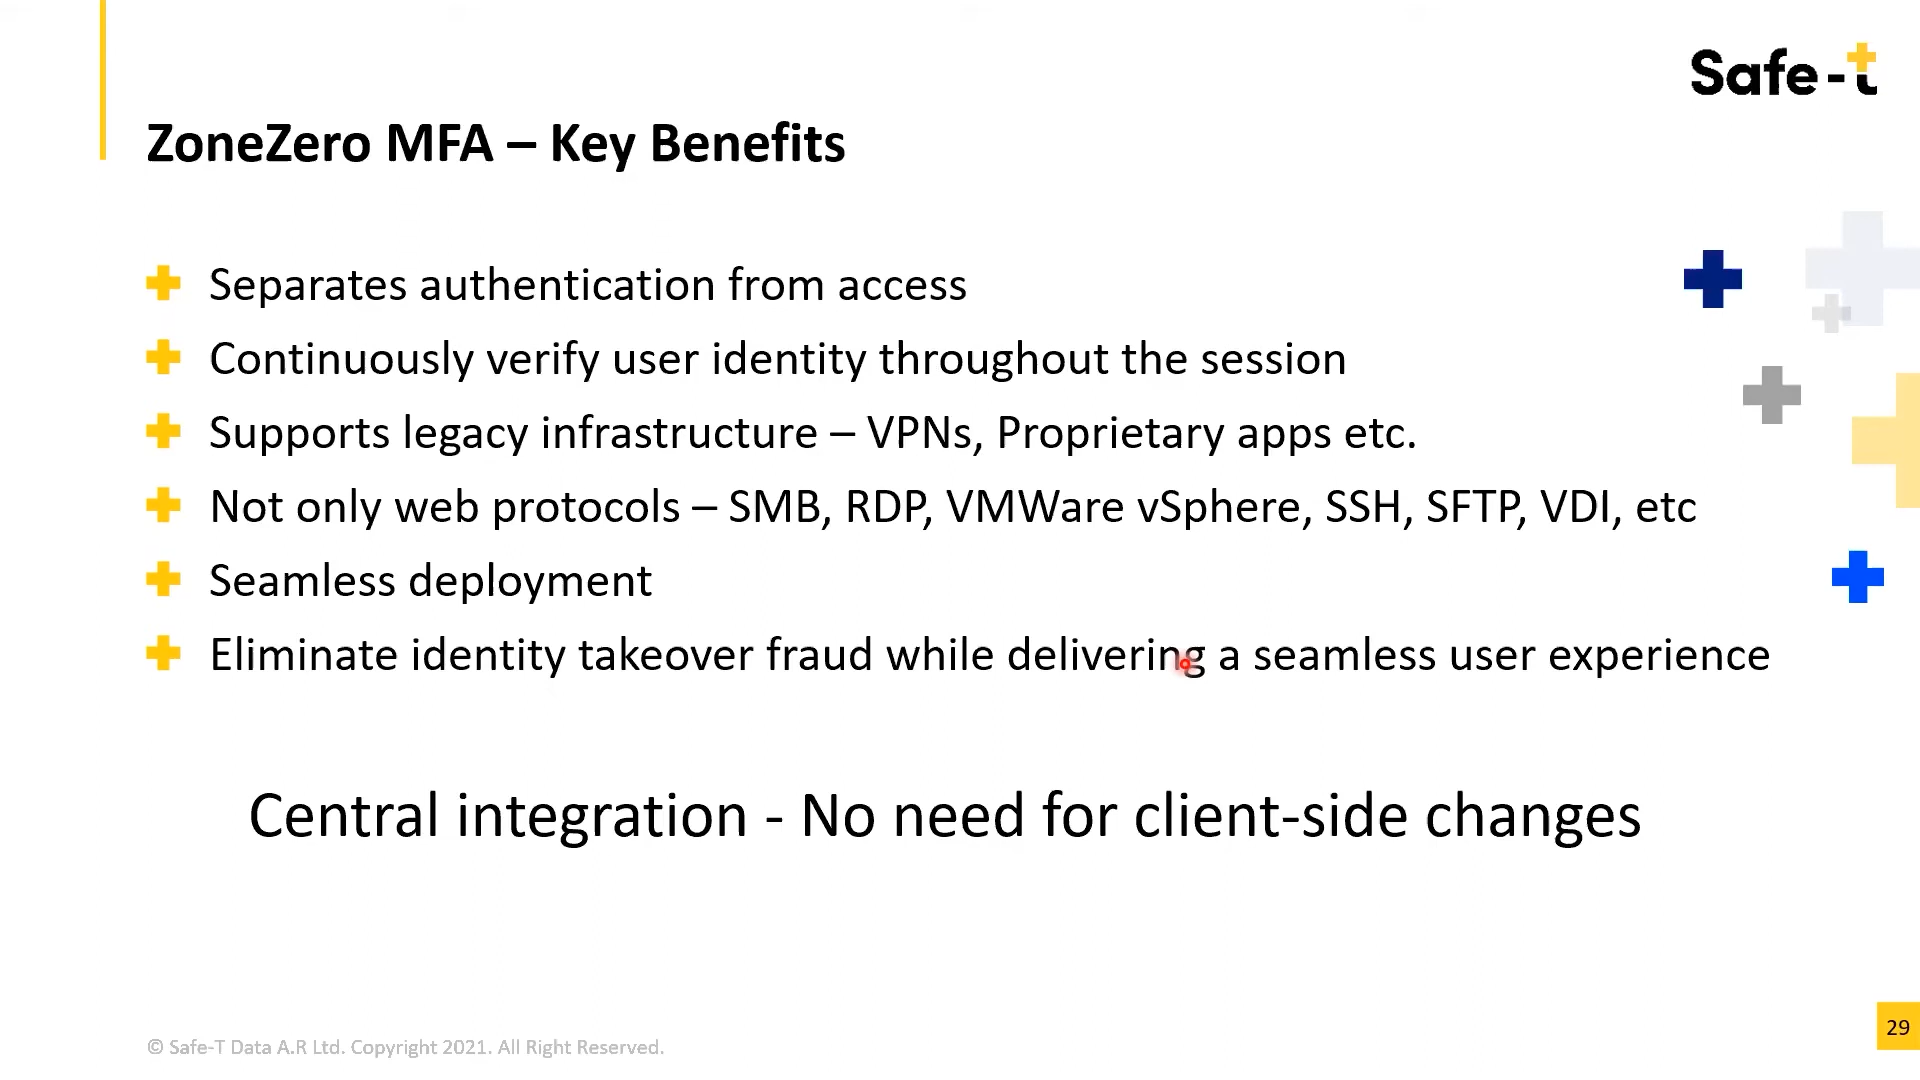 Safe-t
ZoneZero MFA – Key Benefits
Separates authentication from access
Continuously verify user identity throughout the session
Supports legacy infrastructure – VPNs, Proprietary apps etc.
Not only web protocols – SMB, RDP, VMWare vSphere, SSH, SFTP, VDI, etc
Seamless deployment
Eliminate identity takeover fraud while delivering a seamless user experience
Central integration - No need for client-side changes
© Safe-T Data A.R Ltd. Copyright 2021. All Right Reserved.
29